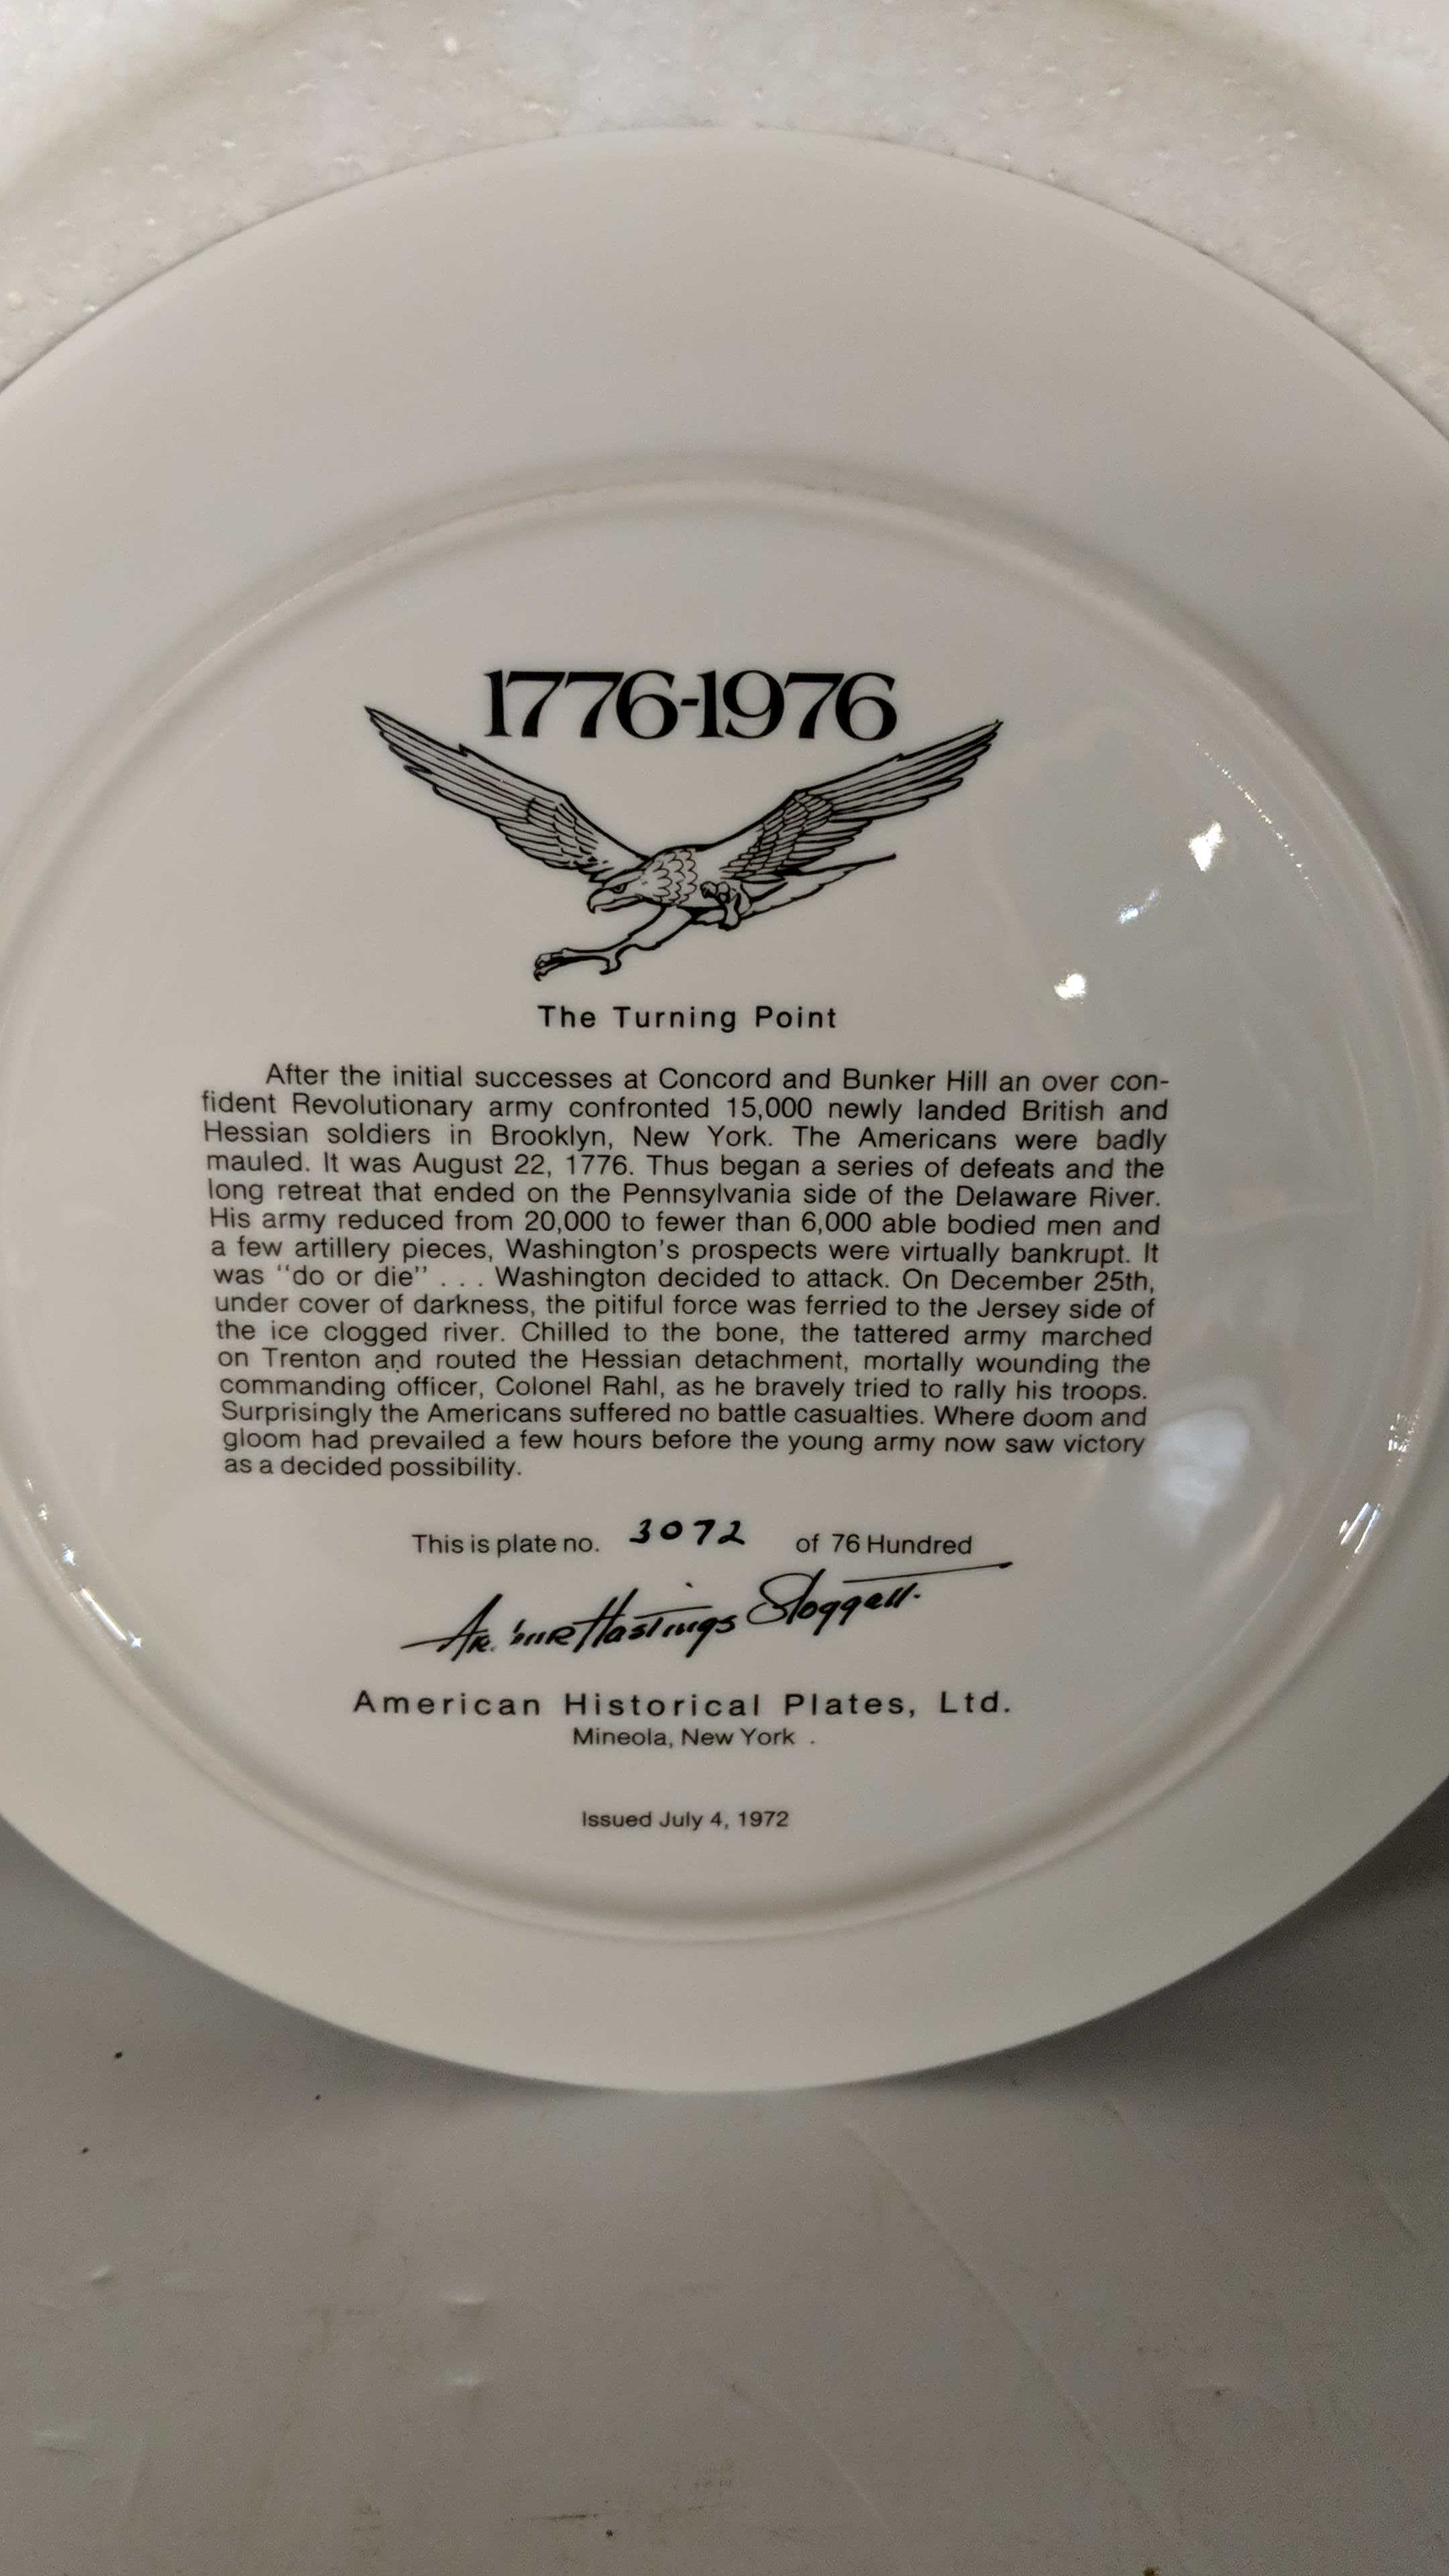 1776-1976
The Turning Point
After the initial successes at Concord and Bunker Hill an over con-
fident Revolutionary army confronted 15,000 newly landed British and
Hessian soldiers in Brooklyn, New York. The Americans were badly
mauled. It was August 22, 1776. Thus began a series of defeats and the
long retreat that ended on the Pennsylvania side of the Delaware River.
His army reduced from 20,000 to fewer than 6,000 able bodied men and
a few artillery pieces, Washington's prospects were virtually bankrupt. It
was "do or die" . . . Washington decided to attack. On December 25th,
under cover of darkness, the pitiful force was ferried to the Jersey side of
the ice clogged river. Chilled to the bone, the tattered army marched
on Trenton and routed the Hessian detachment, mortally wounding the
commanding officer, Colonel Rahl, as he bravely tried to rally his troops.
Surprisingly the Americans suffered no battle casualties. Where doom and
gloom had prevailed a few hours before the young army now saw victory
as a decided possibility.
This is plate no. 3072 of 76 Hundred
Hastings
American Historical Plates, Ltd.
Mineola, New York .
Issued July 4, 1972